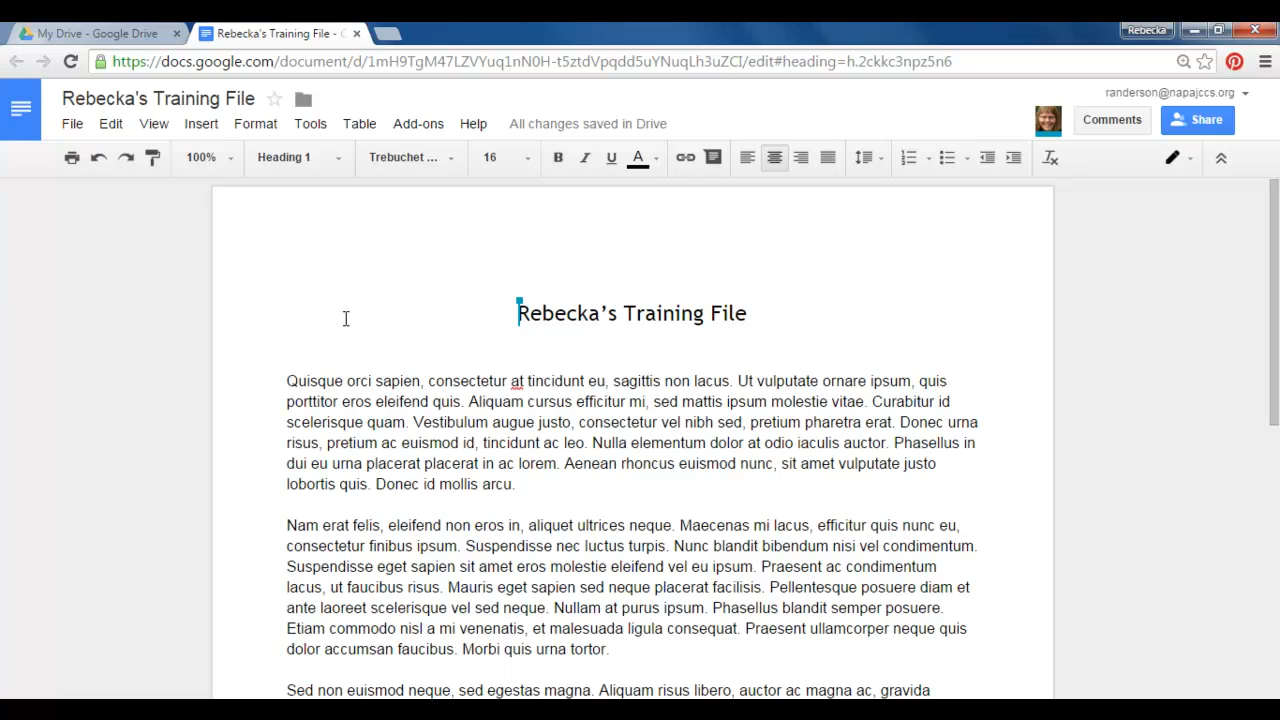 My Drive - Google Drive
Rebecka's Training File -
Rebecka
https://docs.google.com/document/d/1mH9TgM47LZVYuq1nN0H-t5ztdVpqdd5uYNuqLh3uZCI/edit#heading=h.2ckkc3npz5n6
Rebecka's Training File
randerson@napajccs.org
File Edit View Insert Format Tools Table Add-ons Help All changes saved in Drive
Comments
Share
100% Heading 1 Trebuchet ... 16 B I U A
Rebecka’s Training File
Quisque orci sapien, consectetur at tincidunt eu, sagittis non lacus. Ut vulputate ornare ipsum, quis
porttitor eros eleifend quis. Aliquam cursus efficitur mi, sed mattis ipsum molestie vitae. Curabitur id
scelerisque quam. Vestibulum augue justo, consectetur vel nibh sed, pretium pharetra erat. Donec urna
risus, pretium ac euismod id, tincidunt ac leo. Nulla elementum dolor at odio iaculis auctor. Phasellus in
dui eu urna placerat placerat in ac lorem. Aenean rhoncus euismod nunc, sit amet vulputate justo
lobortis quis. Donec id mollis arcu.
Nam erat felis, eleifend non eros in, aliquet ultrices neque. Maecenas mi lacus, efficitur quis nunc eu,
consectetur finibus ipsum. Suspendisse nec luctus turpis. Nunc blandit bibendum nisi vel condimentum.
Suspendisse eget sapien sit amet eros molestie eleifend vel eu ipsum. Praesent ac condimentum
lacus, ut faucibus risus. Mauris eget sapien sed neque placerat facilisis. Pellentesque posuere diam et
ante laoreet scelerisque vel sed neque. Nullam at purus ipsum. Phasellus blandit semper posuere.
Etiam commodo nisl a mi venenatis, et malesuada ligula consequat. Praesent ullamcorper neque quis
dolor accumsan faucibus. Morbi quis urna tortor.
Sed non euismod neque, sed egestas magna. Aliquam risus libero, auctor ac magna ac, gravida